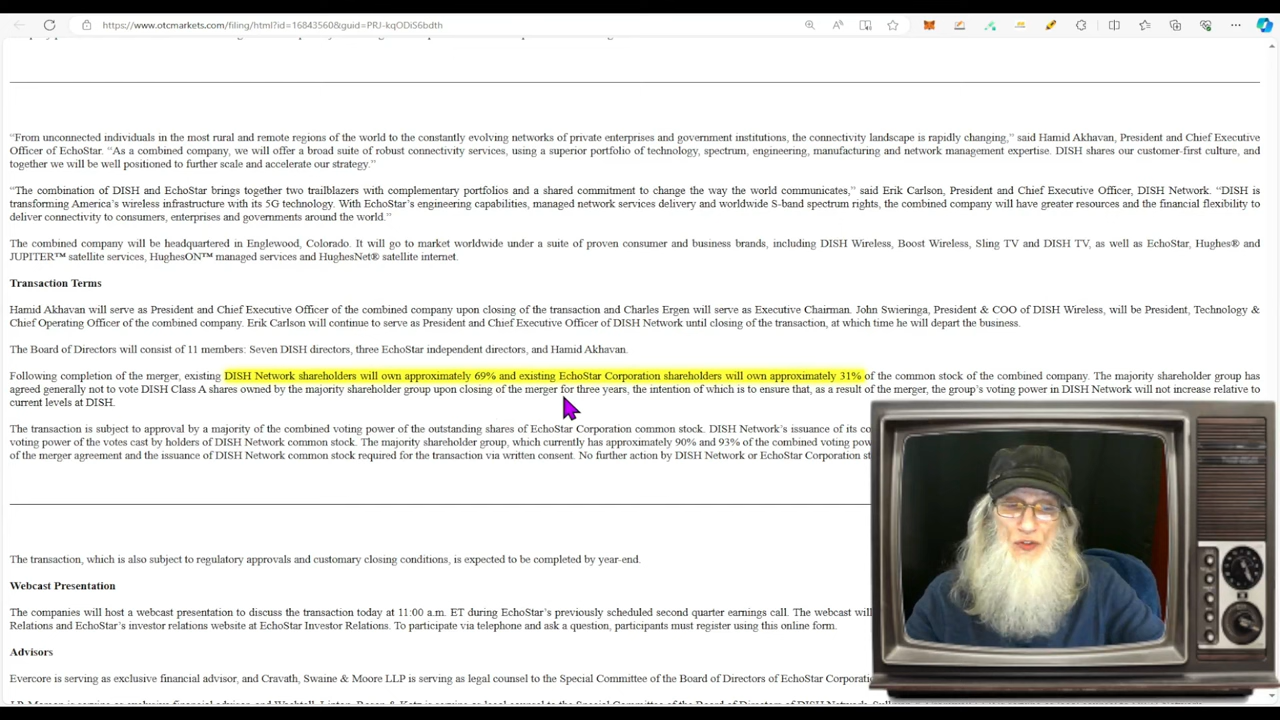 https://www.otcmarkets.com/filing/html?id=16843560&guid=PRJ-kqODiS6bdth
“From unconnected individuals in the most rural and remote regions of the world to the constantly evolving networks of private enterprises and government institutions, the connectivity landscape is rapidly changing,” said Hamid Akhavan, President and Chief Executive
Officer of EchoStar. “As a combined company, we will offer a broad suite of robust connectivity services, using a superior portfolio of technology, spectrum, engineering, manufacturing and network management expertise. DISH shares our customer-first culture, and
together we will be well positioned to further scale and accelerate our strategy.”
“The combination of DISH and EchoStar brings together two trailblazers with complementary portfolios and a shared commitment to change the way the world communicates,” said Erik Carlson, President and Chief Executive Officer, DISH Network. “DISH is
transforming America’s wireless infrastructure with its 5G technology. With EchoStar’s engineering capabilities, managed network services delivery and worldwide S-band spectrum rights, the combined company will have greater resources and the financial flexibility to
deliver connectivity to consumers, enterprises and governments around the world.”
The combined company will be headquartered in Englewood, Colorado. It will go to market worldwide under a suite of proven consumer and business brands, including DISH Wireless, Boost Wireless, Sling TV and DISH TV, as well as EchoStar, Hughes® and
JUPITER™ satellite services, HughesON™ managed services and HughesNet® satellite internet.
Transaction Terms
Hamid Akhavan will serve as President and Chief Executive Officer of the combined company upon closing of the transaction and Charles Ergen will serve as Executive Chairman. John Swieringa, President & COO of DISH Wireless, will be President, Technology &
Chief Operating Officer of the combined company. Erik Carlson will continue to serve as President and Chief Executive Officer of DISH Network until closing of the transaction, at which time he will depart the business.
The Board of Directors will consist of 11 members: Seven DISH directors, three EchoStar independent directors, and Hamid Akhavan.
Following completion of the merger, existing DISH Network shareholders will own approximately 69% and existing EchoStar Corporation shareholders will own approximately 31% of the common stock of the combined company. The majority shareholder group has
agreed generally not to vote DISH Class A shares owned by the majority shareholder group upon closing of the merger for three years, the intention of which is to ensure that, as a result of the merger, the group’s voting power in DISH Network will not increase relative to
current levels at DISH.
The transaction is subject to approval by a majority of the combined voting power of the outstanding shares of EchoStar Corporation common stock. DISH Network’s issuance of its co
voting power of the votes cast by holders of DISH Network common stock. The majority shareholder group, which currently has approximately 90% and 93% of the combined voting pow
of the merger agreement and the issuance of DISH Network common stock required for the transaction via written consent. No further action by DISH Network or EchoStar Corporation st
The transaction, which is also subject to regulatory approvals and customary closing conditions, is expected to be completed by year-end.
Webcast Presentation
The companies will host a webcast presentation to discuss the transaction today at 11:00 a.m. ET during EchoStar’s previously scheduled second quarter earnings call. The webcast will
Relations and EchoStar’s investor relations website at EchoStar Investor Relations. To participate via telephone and ask a question, participants must register using this online form.
Advisors
Evercore is serving as exclusive financial advisor, and Cravath, Swaine & Moore LLP is serving as legal counsel to the Special Committee of the Board of Directors of EchoStar Corporati